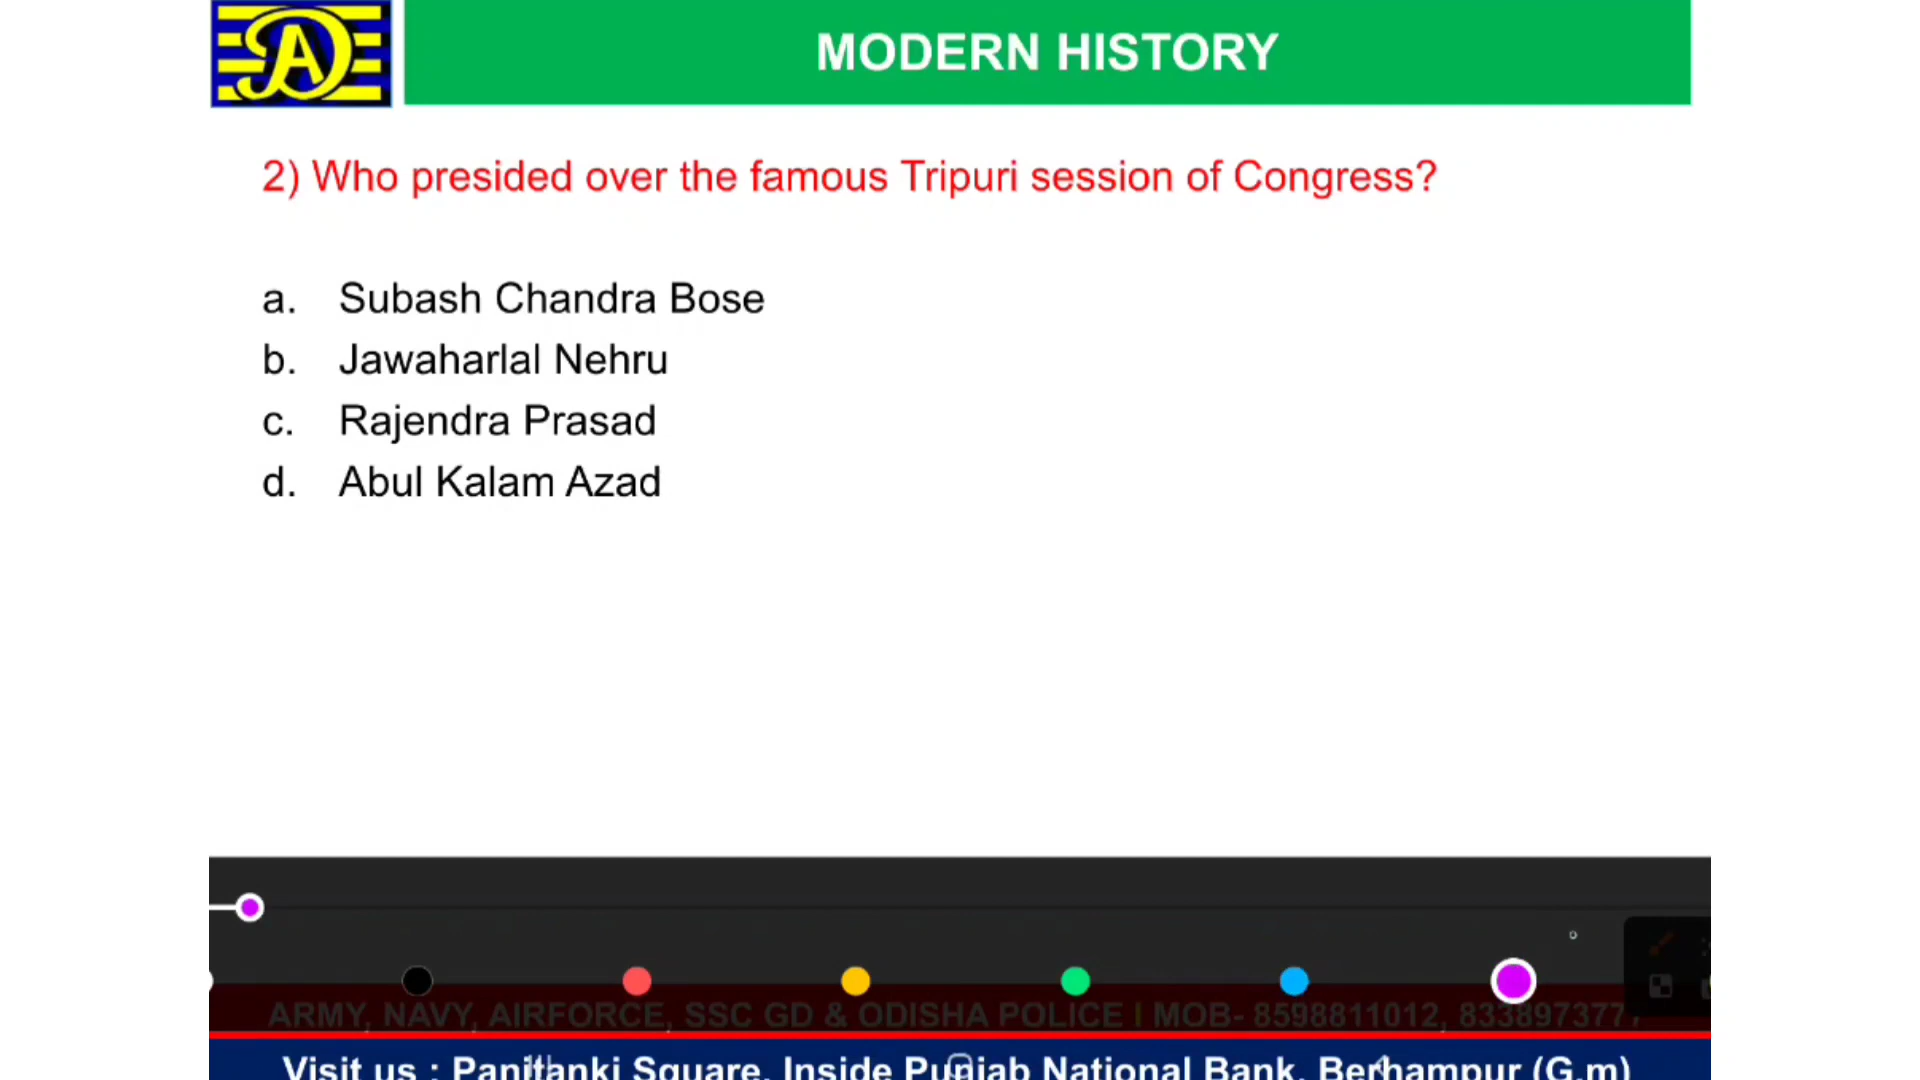 MODERN HISTORY
2) Who presided over the famous Tripuri session of Congress?
a. Subash Chandra Bose
b. Jawaharlal Nehru
c. Rajendra Prasad
d. Abul Kalam Azad
ARMY, NAVY, AIRFORCE, SSC GD & ODISHA POLICE I MOB- 8598811012, 8338973777
Visit us : Panitanki Square, Inside Punjab National Bank, Berhampur (G.m)